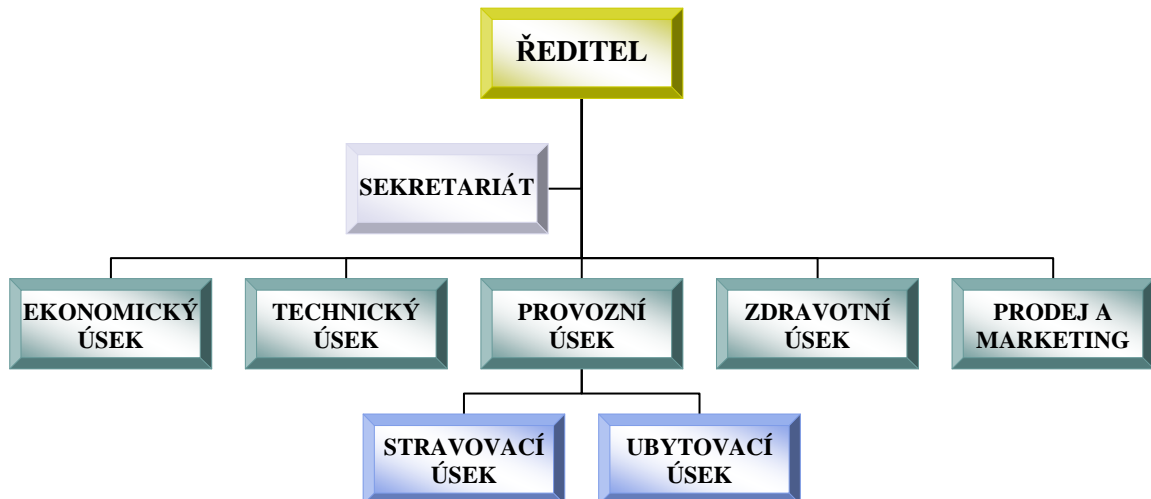 ŘEDITEL
SEKRETARIÁT
EKONOMICKÝ
ÚSEK
TECHNICKÝ
ÚSEK
PROVOZNÍ
ÚSEK
ZDRAVOTNÍ
ÚSEK
PRODEJ A
MARKETING
STRAVOVACÍ
ÚSEK
UBYTOVACÍ
ÚSEK